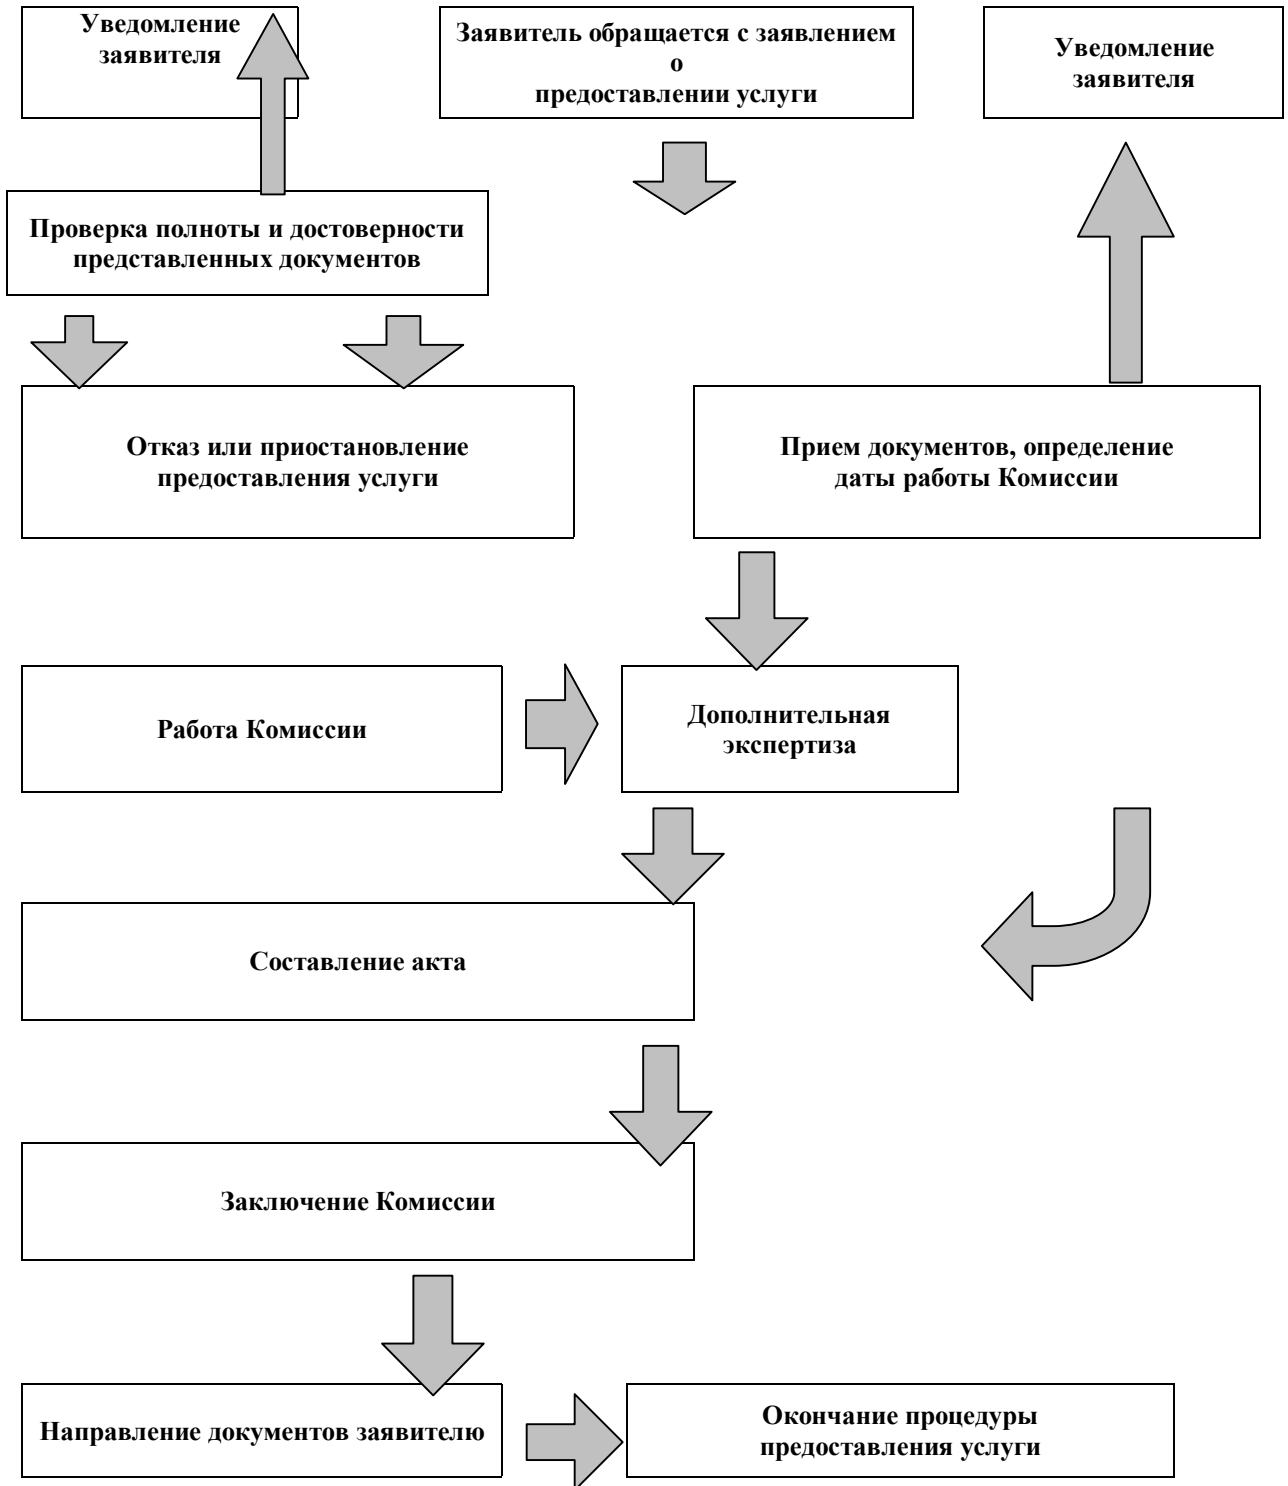 Уведомление
заявителя
Заявитель обращается с заявлением
о
предоставлении услуги
Уведомление
заявителя
Проверка полноты и достоверности
представленных документов
Отказ или приостановление
предоставления услуги
Прием документов, определение
даты работы Комиссии
Работа Комиссии
Дополнительная
экспертиза
Составление акта
Заключение Комиссии
Направление документов заявителю
Окончание процедуры
предоставления услуги